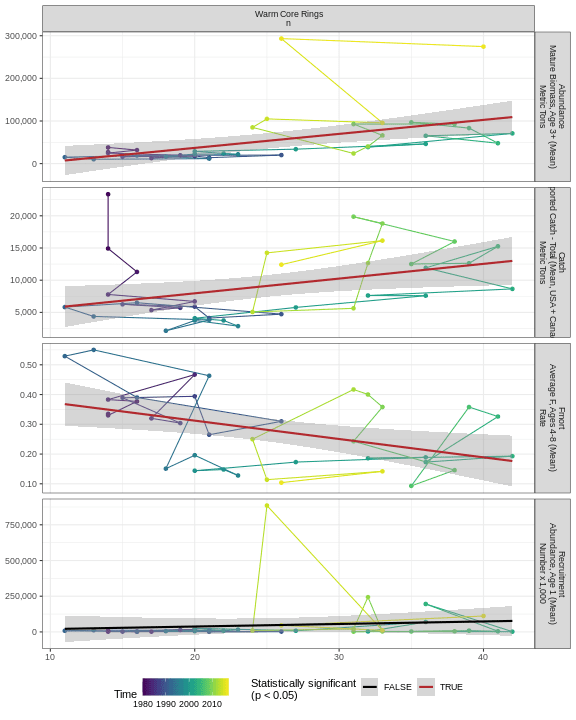 Warm Core Rings
n
300,000
200,000
100,000
0
Abundance
Mature Biomass, Age 3+ (Mean)
Metric Tons
20,000
15,000
10,000
5,000
Catch
ported Catch - Total (Mean, USA + Cana
Metric Tons
0.50
0.40
0.30
0.20
0.10
Fmort
Average F, Ages 4-8 (Mean)
Rate
750,000
500,000
250,000
0
Recruitment
Abundance, Age 1 (Mean)
Number x 1,000
10 20 30 40
Time
1980 1990 2000 2010
Statistically significant
(p < 0.05)
FALSE TRUE